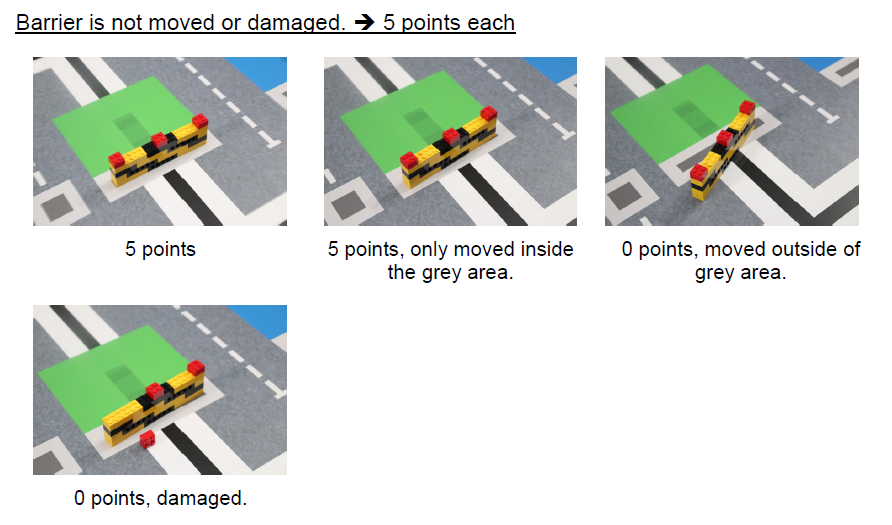 Barrier is not moved or damaged. ➔ 5 points each
5 points
5 points, only moved inside
the grey area.
0 points, moved outside of
grey area.
0 points, damaged.